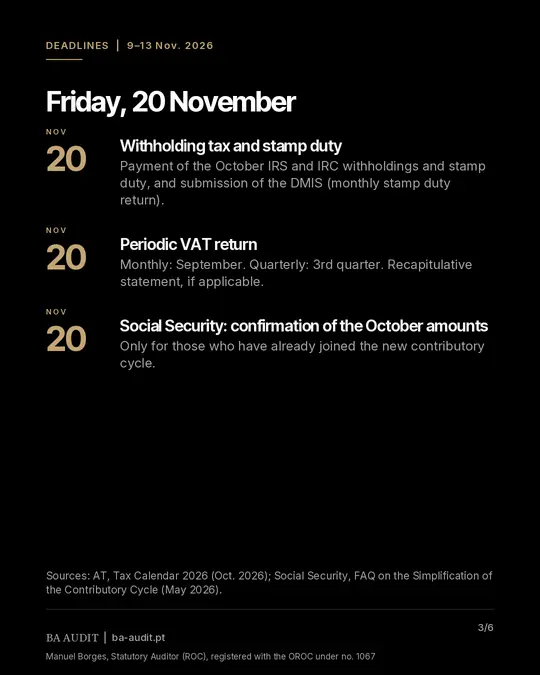 DEADLINES | 9–13 Nov. 2026
Friday, 20 November
NOV
20
Withholding tax and stamp duty
Payment of the October IRS and IRC withholdings and stamp
duty, and submission of the DMIS (monthly stamp duty
return).
NOV
20
Periodic VAT return
Monthly: September. Quarterly: 3rd quarter. Recapitulative
statement, if applicable.
NOV
20
Social Security: confirmation of the October amounts
Only for those who have already joined the new contributory
cycle.
Sources: AT, Tax Calendar 2026 (Oct. 2026); Social Security, FAQ on the Simplification of
the Contributory Cycle (May 2026).
3/6
BA AUDIT | ba-audit.pt
Manuel Borges, Statutory Auditor (ROC), registered with the OROC under no. 1067